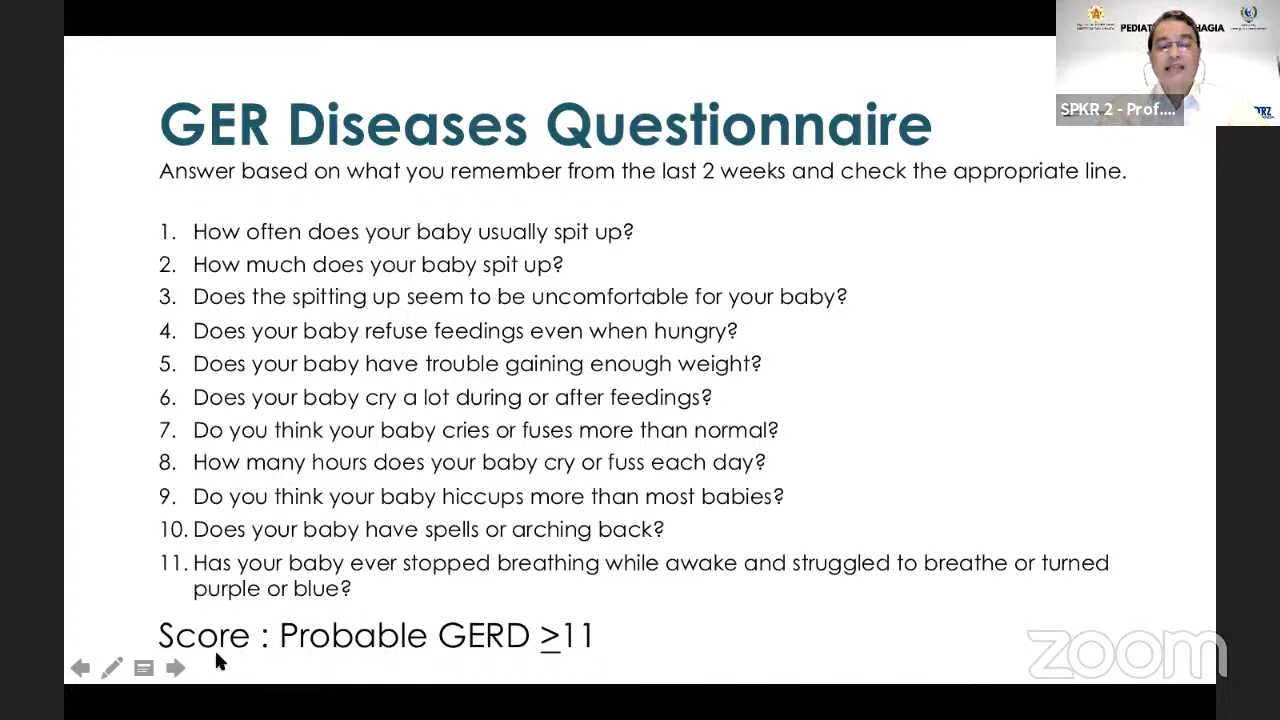 PEDIAT HAGIA
SPKR 2 - Prof....
GER Diseases Questionnaire
Answer based on what you remember from the last 2 weeks and check the appropriate line.
1. How often does your baby usually spit up?
2. How much does your baby spit up?
3. Does the spitting up seem to be uncomfortable for your baby?
4. Does your baby refuse feedings even when hungry?
5. Does your baby have trouble gaining enough weight?
6. Does your baby cry a lot during or after feedings?
7. Do you think your baby cries or fuses more than normal?
8. How many hours does your baby cry or fuss each day?
9. Do you think your baby hiccups more than most babies?
10. Does your baby have spells or arching back?
11. Has your baby ever stopped breathing while awake and struggled to breathe or turned
purple or blue?
Score : Probable GERD ≥11
zoom